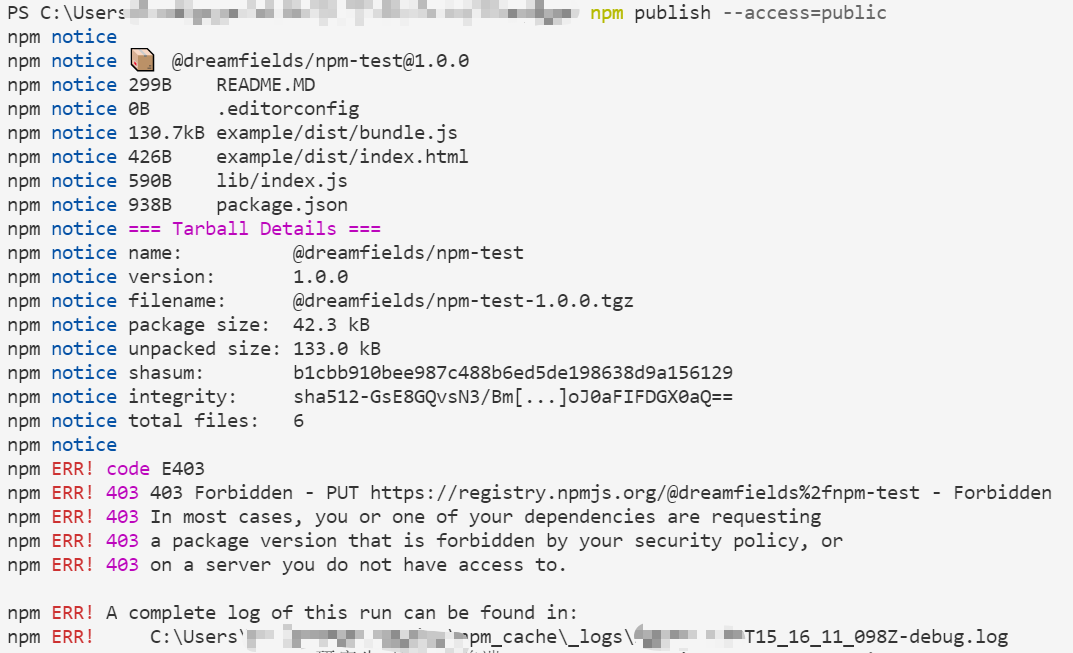 PS C:\Users npm publish --access=public
npm notice
npm notice 📦 @dreamfields/npm-test@1.0.0
npm notice 299B README.MD
npm notice 0B .editorconfig
npm notice 130.7kB example/dist/bundle.js
npm notice 426B example/dist/index.html
npm notice 590B lib/index.js
npm notice 938B package.json
npm notice === Tarball Details ===
npm notice name: @dreamfields/npm-test
npm notice version: 1.0.0
npm notice filename: @dreamfields/npm-test-1.0.0.tgz
npm notice package size: 42.3 kB
npm notice unpacked size: 133.0 kB
npm notice shasum: b1cbb910bee987c488b6ed5de198638d9a156129
npm notice integrity: sha512-GsE8GQvsN3/Bm[...]oJ0aFIFDGX0aQ==
npm notice total files: 6
npm notice
npm ERR! code E403
npm ERR! 403 403 Forbidden - PUT https://registry.npmjs.org/@dreamfields%2fnpm-test - Forbidden
npm ERR! 403 In most cases, you or one of your dependencies are requesting
npm ERR! 403 a package version that is forbidden by your security policy, or
npm ERR! 403 on a server you do not have access to.
npm ERR! A complete log of this run can be found in:
npm ERR! C:\Users\ npm_cache\_logs\ T15_16_11_098Z-debug.log